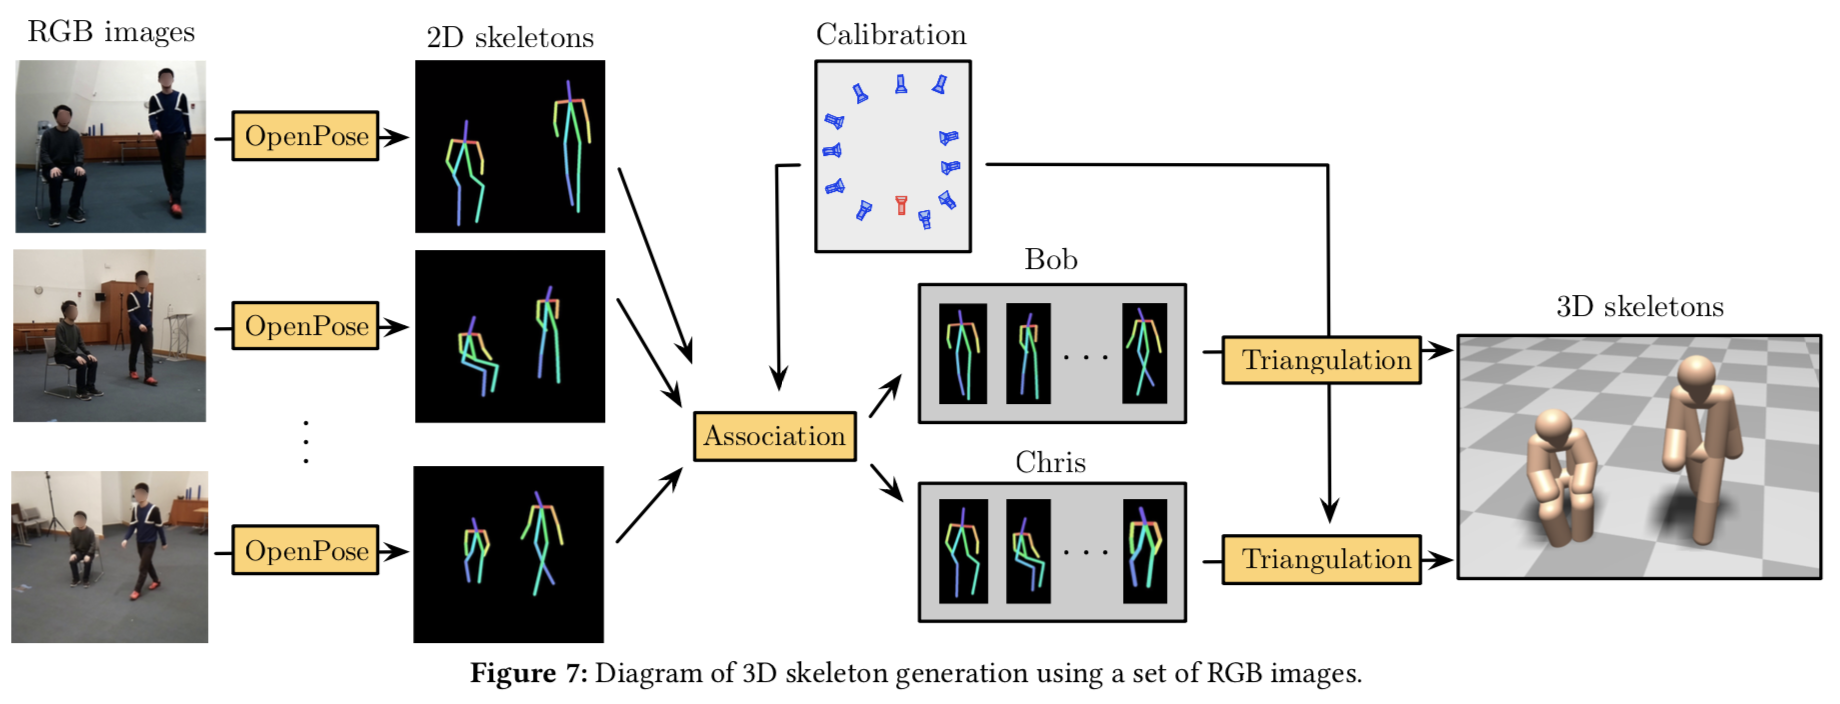 RGB images
2D skeletons
Calibration
OpenPose
OpenPose
OpenPose
Association
Bob
Chris
Triangulation
Triangulation
3D skeletons
Figure 7: Diagram of 3D skeleton generation using a set of RGB images.